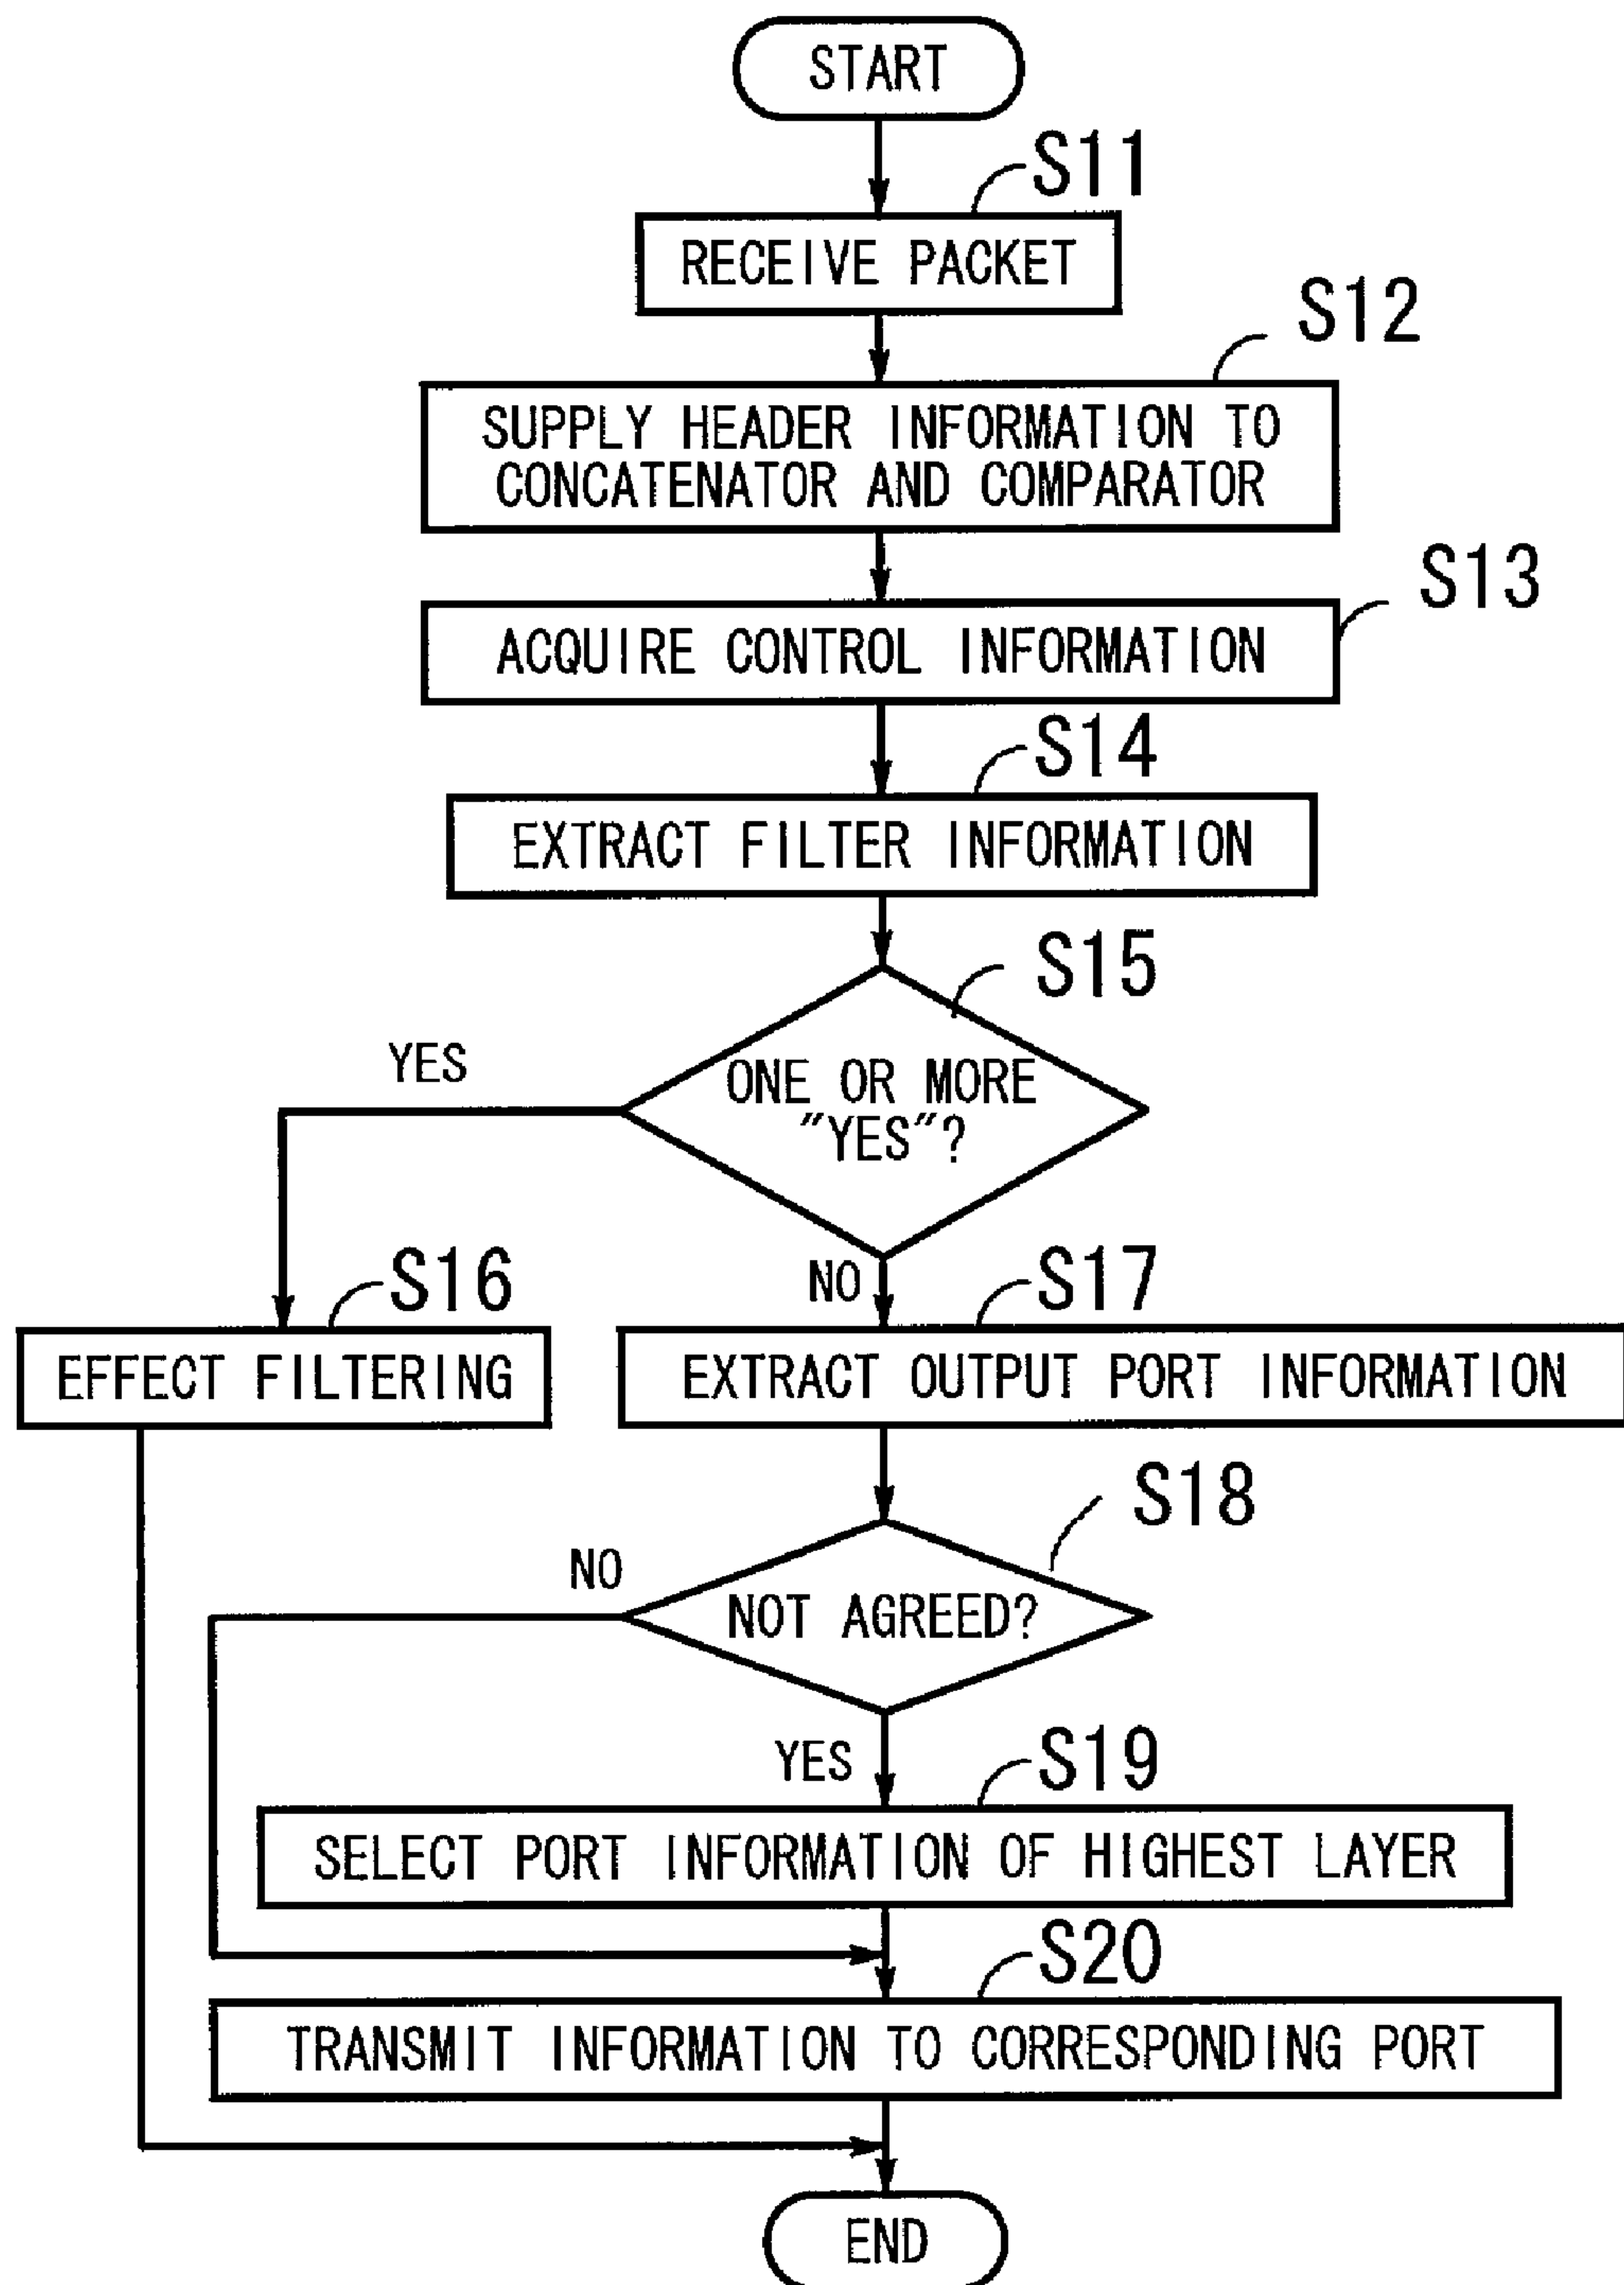 START
S11
RECEIVE PACKET
S12
SUPPLY HEADER INFORMATION TO
CONCATENATOR AND COMPARATOR
S13
ACQUIRE CONTROL INFORMATION
S14
EXTRACT FILTER INFORMATION
S15
YES
ONE OR MORE
"YES"?
S16
NO
S17
EFFECT FILTERING
EXTRACT OUTPUT PORT INFORMATION
S18
NO
NOT AGREED?
YES
S19
SELECT PORT INFORMATION OF HIGHEST LAYER
S20
TRANSMIT INFORMATION TO CORRESPONDING PORT
END